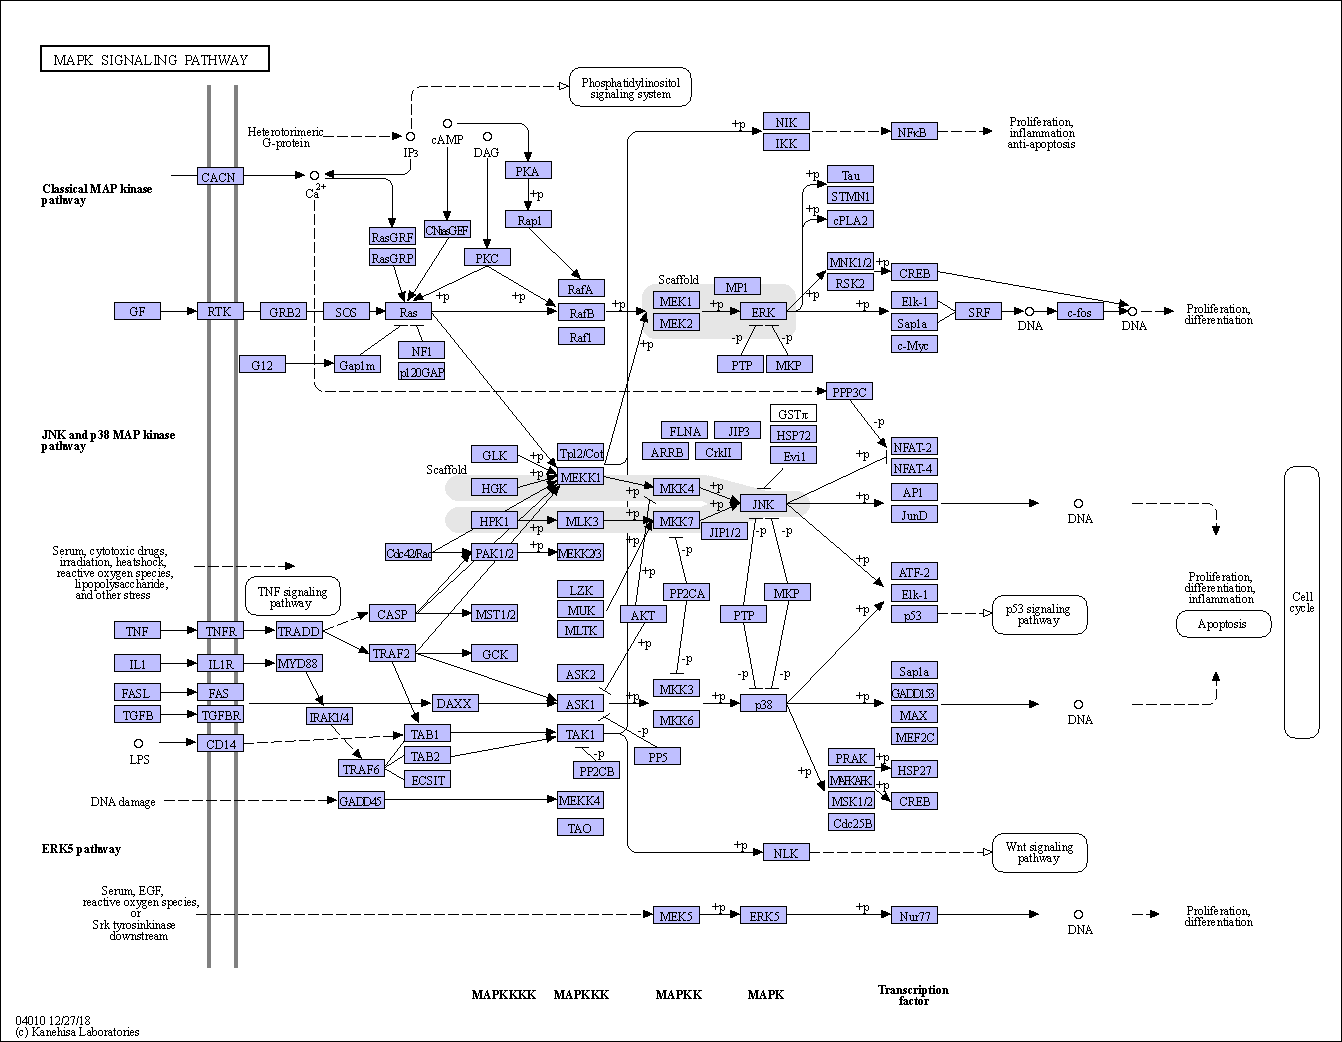 MAPK SIGNALING PATHWAY
Phosphatidylinositol
signaling system
Heterotorimeric
G-protein
IP3
cAMP
DAG
+p
NIK
IKK
NFκB
Proliferation,
inflammation
anti-apoptosis
Classical MAP kinase
pathway
CACN
Ca2+
PKA
+p
Rap1
+p
Tau
STMN1
+p
cPLA2
RasGRF
RasGRP
CNasGEF
PKC
MNK1/2
RSK2
+p
CREB
Scaffold
MP1
GF
RTK
GRB2
SOS
Ras
+p
+p
RafA
RafB
Raf1
+p
+p
MEK1
MEK2
+p
ERK
+p
+p
Elk-1
Sap1a
c-Myc
SRF
DNA
c-fos
DNA
Proliferation,
differentiation
G12
Gap1m
NF1
p120GAP
-p
-p
PTP
MKP
PPP3C
-p
JNK and p38 MAP kinase
pathway
GSTπ
HSP72
Evi1
FLNA
JIP3
ARRB
CrkII
NFAT-2
NFAT-4
+p
Scaffold
GLK
HGK
HPK1
+p
+p
+p
+p
Tpl2/Cot
MEKK1
MLK3
MEKK2/3
+p
+p
+p
+p
MKK4
MKK7
+p
+p
JIP1/2
JNK
+p
AP1
JunD
DNA
Cdc42/Rac
PAK1/2
Serum, cytotoxic drugs,
irradiation, heatshock,
reactive oxygen species,
lipopolysaccharide,
and other stress
TNF signaling
pathway
CASP
MST1/2
LZK
MUK
MLTK
-p
-p
-p
+p
AKT
PP2CA
PTP
MKP
+p
ATF-2
Elk-1
p53
+p
p53 signaling
pathway
Proliferation,
differentiation,
inflammation
Apoptosis
Cell
cycle
TNF
TNFR
TRADD
TRAF2
GCK
+p
-p
-p
-p
IL1
IL1R
MYD88
FASL
FAS
TGFB
TGFBR
IRAK1/4
DAXX
ASK2
ASK1
+p
MKK3
MKK6
+p
p38
+p
Sap1a
GADD153
MAX
MEF2C
DNA
LPS
CD14
TAB1
TAB2
ECSIT
TRAF6
TAK1
-p
-p
PP2CB
PP5
+p
PRAK
MAPKAPK
MSK1/2
Cdc25B
+p
+p
HSP27
CREB
DNA damage
GADD45
MEKK4
TAO
ERK5 pathway
+p
NLK
Wnt signaling
pathway
Serum, EGF,
reactive oxygen species,
or
Srk tyrosinkinase
downstream
MEK5
+p
ERK5
+p
Nur77
DNA
Proliferation,
differentiation
MAPKKKK
MAPKKK
MAPKK
MAPK
Transcription
factor
04010 12/27/18
(c) Kanehisa Laboratories